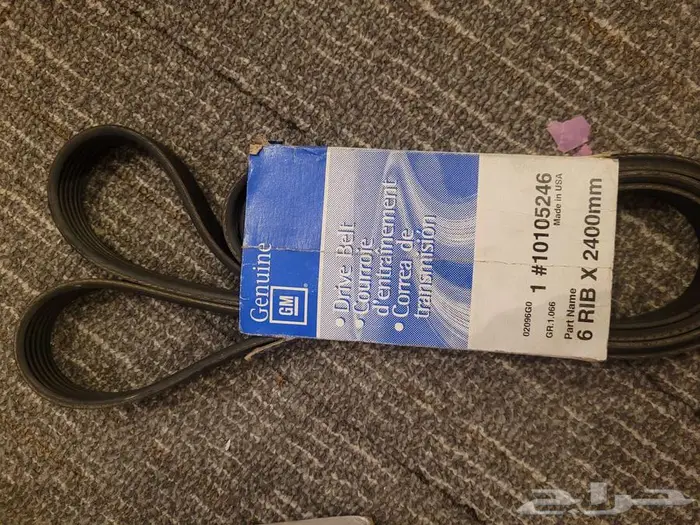 Genuine
GM
• Drive Belt
• Courroie
d'entraînement
• Correa de
transmisión
02096G0
1 #10105246
GR.1.066
Made in USA
Part Name
6 RIB X 2400mm
حراج